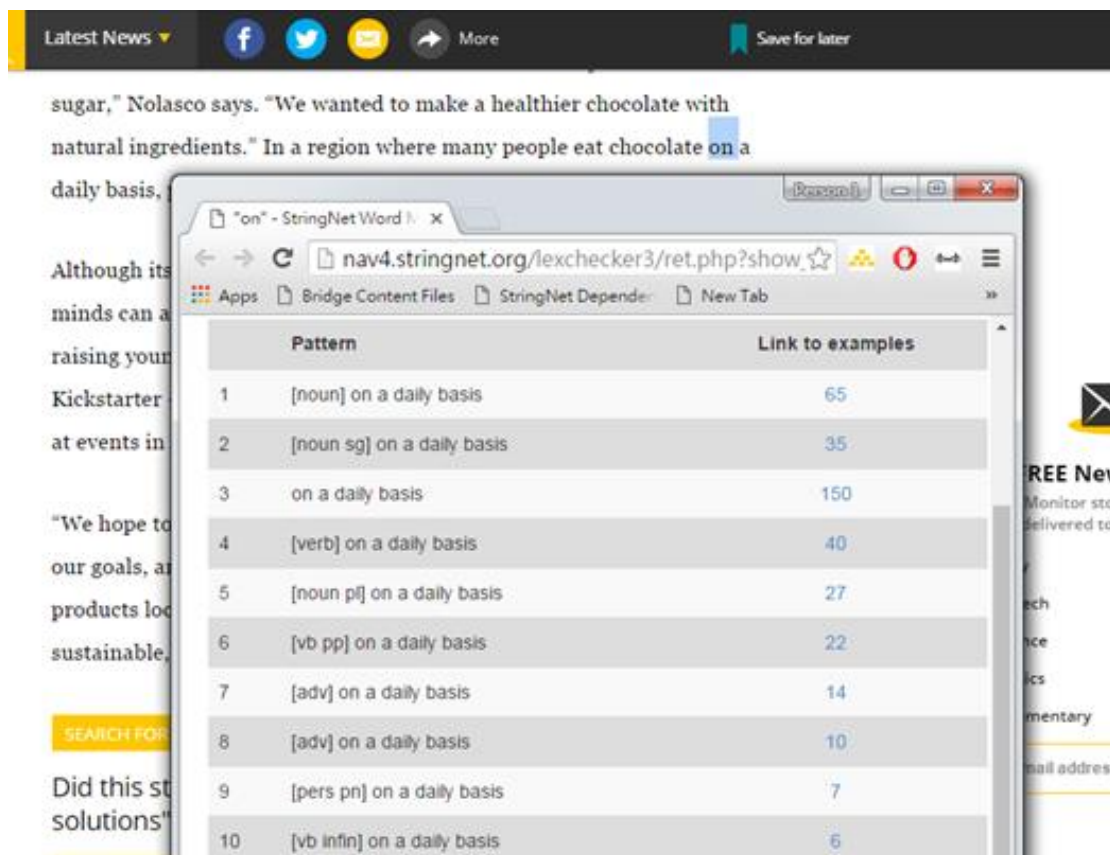 Latest News
f
More
Save for later
sugar," Nolasco says. "We wanted to make a healthier chocolate with
natural ingredients." In a region where many people eat chocolate on a
daily basis,
Although its
minds can a
raising your
Kickstarter
at events in
"We hope to
our goals, a
products loc
sustainable,
SEARCH FOR
Did this st
solutions"
"on" - StringNet Word N
nav4.stringnet.org/lexchecker3/ret.php?show_
Apps Bridge Content Files StringNet Depende New Tab »
Pattern Link to examples
1 [noun] on a daily basis 65
2 [noun sg] on a daily basis 35
3 on a daily basis 150
4 [verb] on a daily basis 40
5 [noun pl] on a daily basis 27
6 [vb pp] on a daily basis 22
7 [adv] on a daily basis 14
8 [adv] on a daily basis 10
9 [pers pn] on a daily basis 7
10 [vb infin] on a daily basis 6
REE Ne
Monitor sto
delivered to
ech
nce
ics
mentary
mail addres